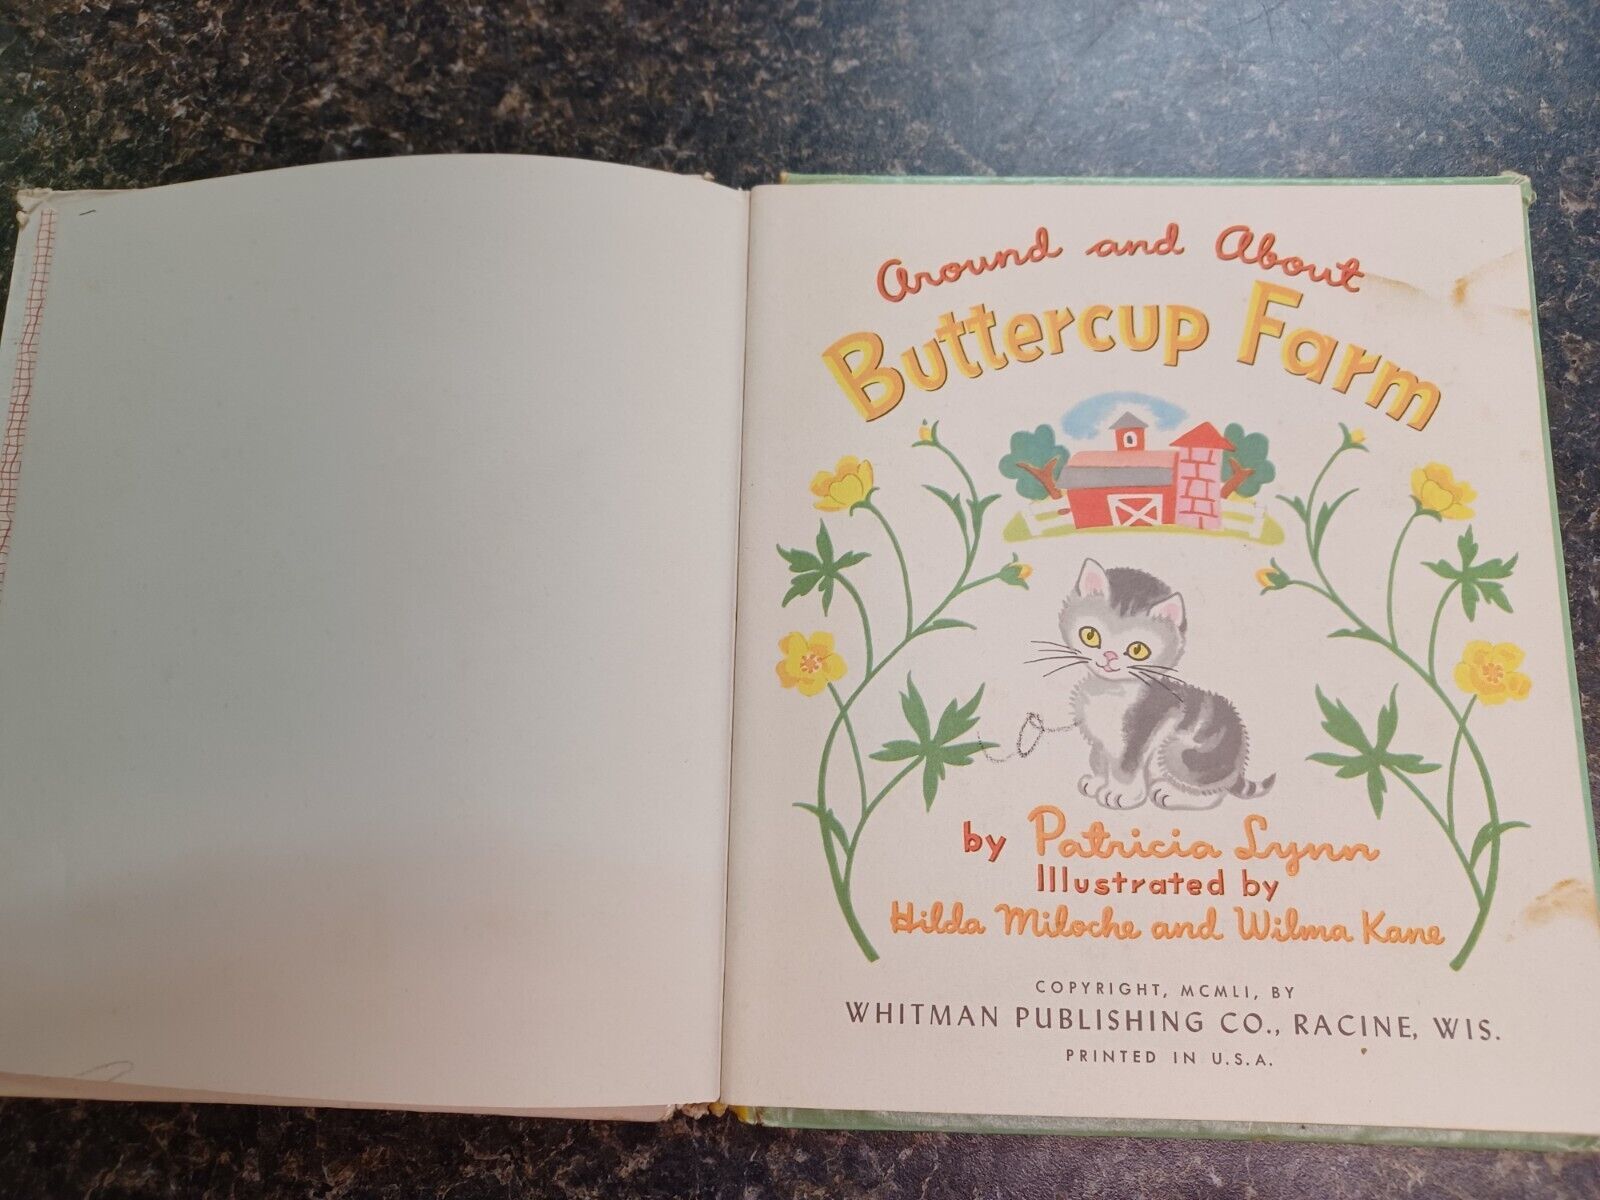 Around and About
Buttercup Farm
by Patricia Lynn
Illustrated by
Hilda Miloche and Wilma Kane
COPYRIGHT, MCMLI, BY
WHITMAN PUBLISHING CO., RACINE, WIS.
PRINTED IN U.S.A.